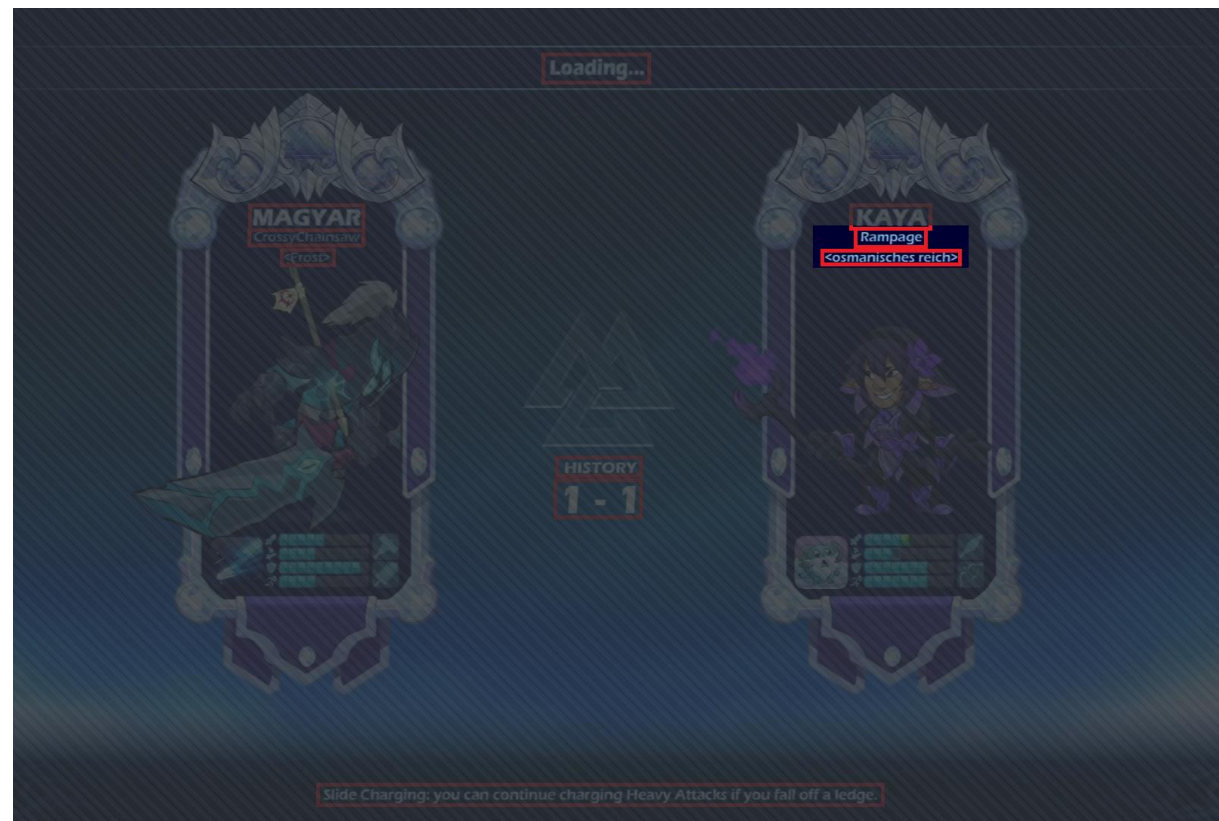 Loading...
MAGYAR
CrossyChainsaw
<Frost>
KAYA
Rampage
<osmanisches reich>
HISTORY
1 - 1
Slide Charging: you can continue charging Heavy Attacks if you fall off a ledge.